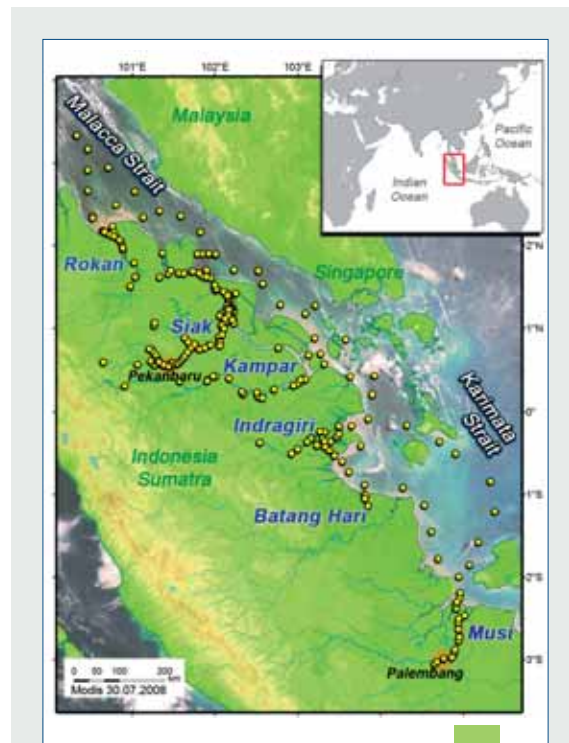 101°E 102°E 103°E
Malacca Strait
Malaysia
Pacific
Ocean
Indian
Ocean
2°N
Rokan
Singapore
Siak
1°N
Kampar
Pekanbaru
Karimata
Strait
0°
Indragiri
Indonesia
Sumatra
1°S
Batang Hari
2°S
Musi
3°S
Palembang
0 50 100 200
km
Modis 30.07.2008